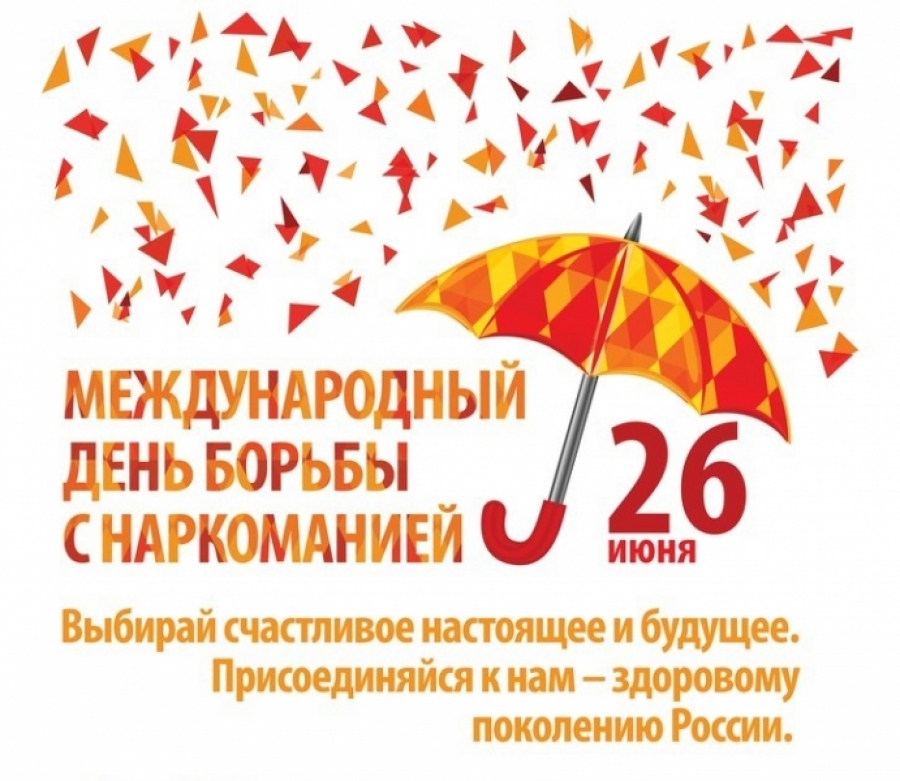 МЕЖДУНАРОДНЫЙ
ДЕНЬ БОРЬБЫ
С НАРКОМАНИЕЙ
26
ИЮНЯ
Выбирай счастливое настоящее и будущее.
Присоединяйся к нам – здоровому
поколению России.